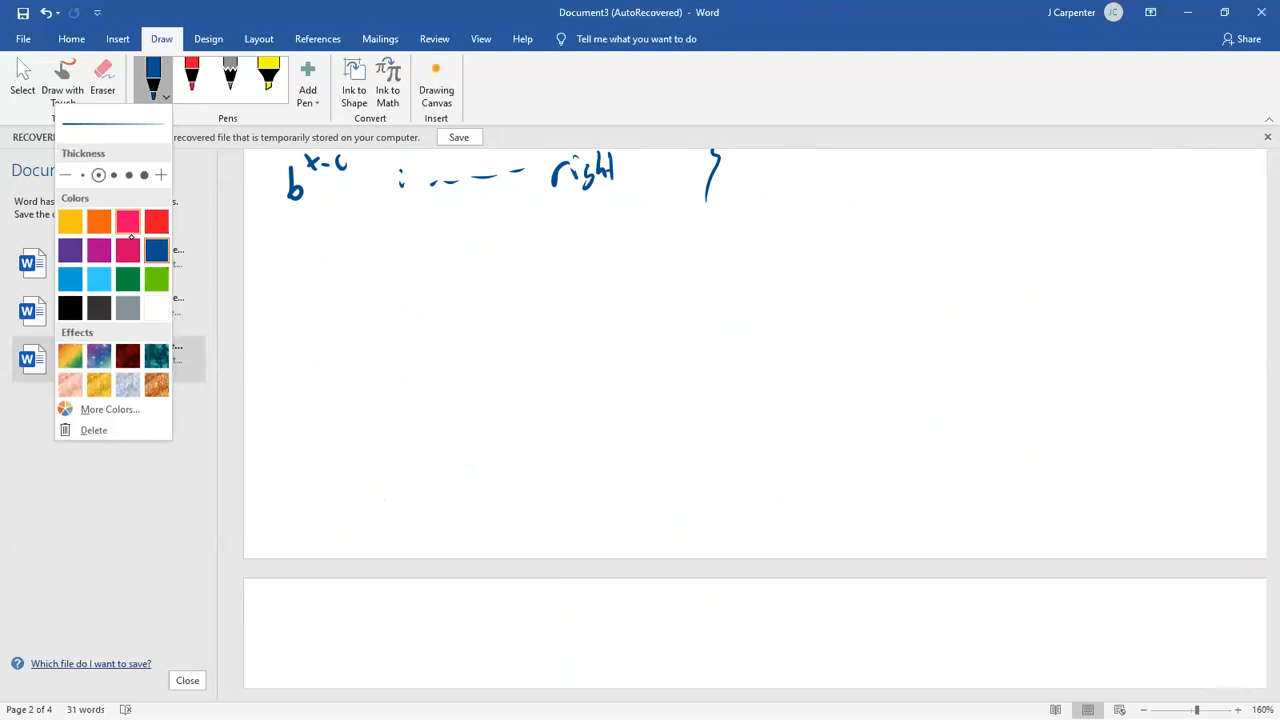 Document3 (AutoRecovered) - Word
J Carpenter
JC
File Home Insert Draw Design Layout References Mailings Review View Help Tell me what you want to do
Share
Select
Draw with
Touch
Eraser
Add
Pen
Ink to
Shape
Ink to
Math
Drawing
Canvas
Pens
Convert
Insert
recovered file that is temporarily stored on your computer.
Save
Thickness
Colors
Effects
More Colors...
Delete
b^x-c : ---- right }
Which file do I want to save?
Close
Page 2 of 4 31 words
160%